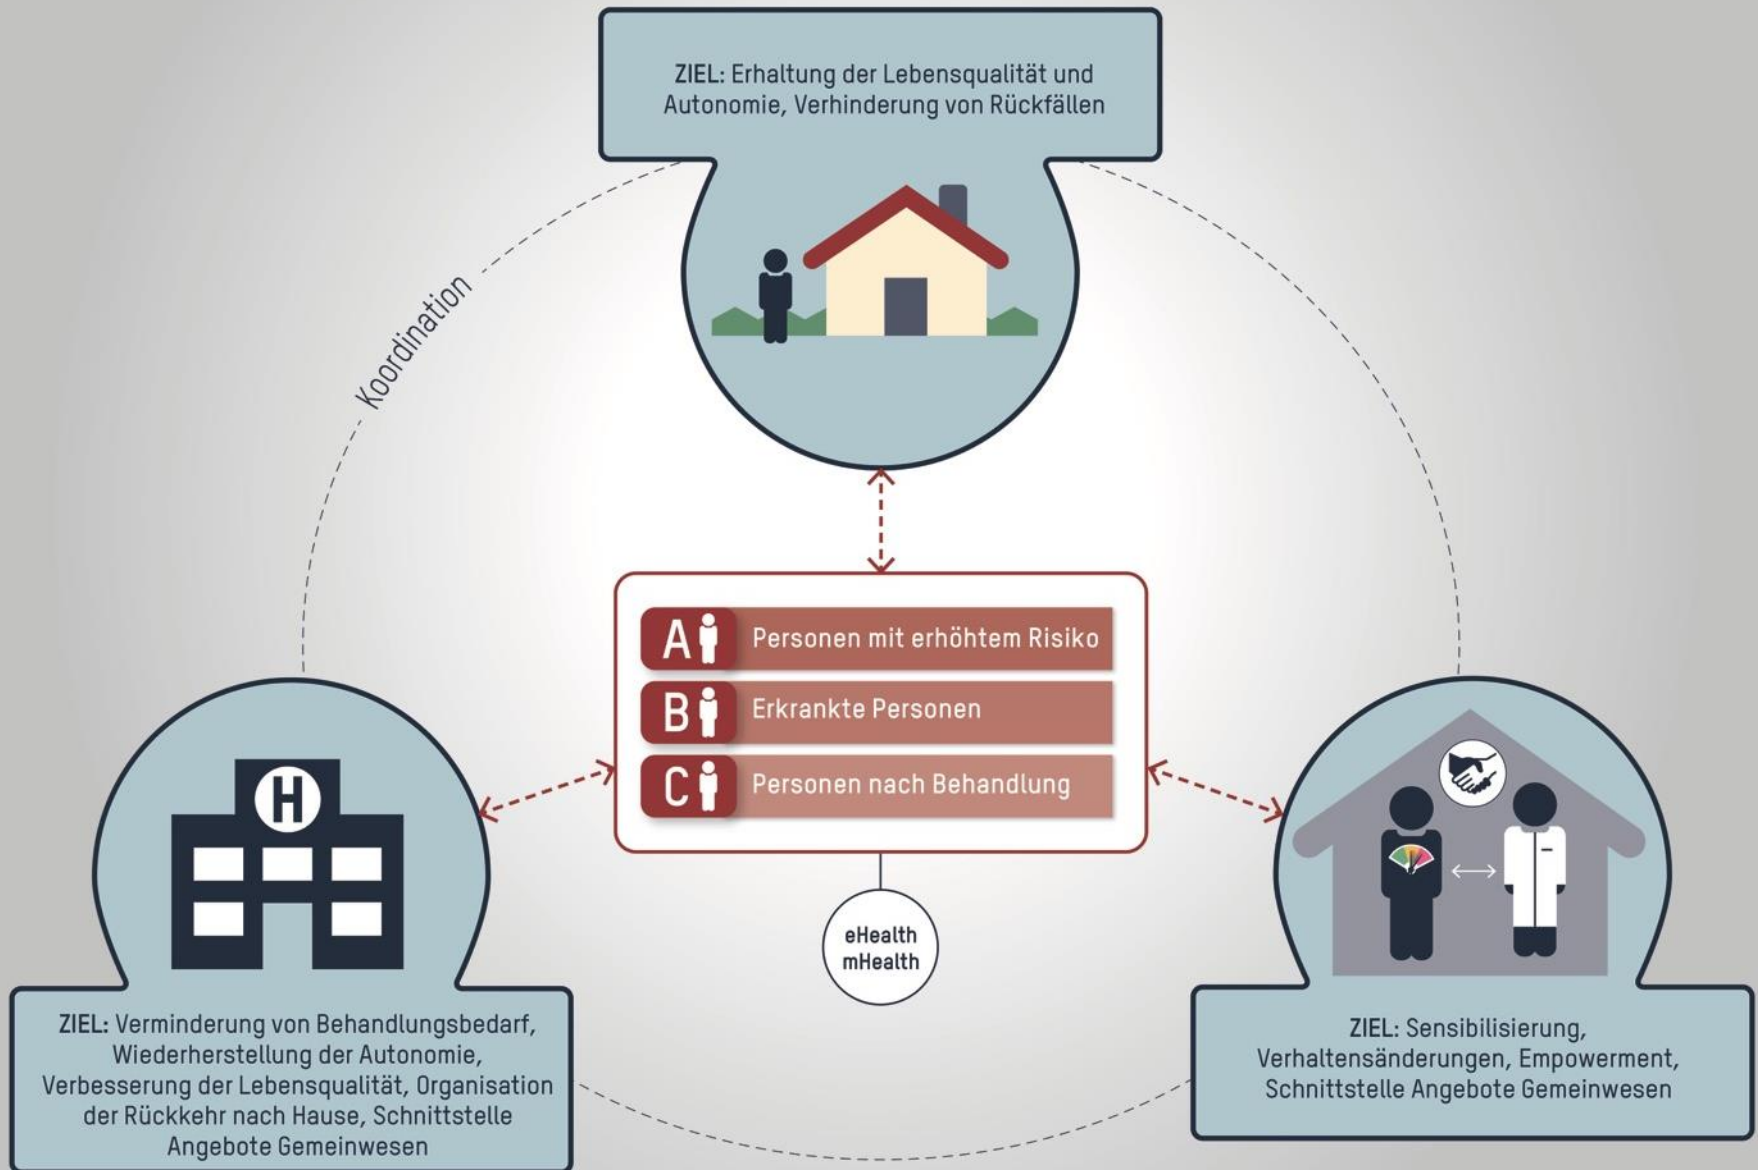 ZIEL: Erhaltung der Lebensqualität und
Autonomie, Verhinderung von Rückfällen
Koordination
A Personen mit erhöhtem Risiko
B Erkrankte Personen
C Personen nach Behandlung
eHealth
mHealth
H
ZIEL: Verminderung von Behandlungsbedarf,
Wiederherstellung der Autonomie,
Verbesserung der Lebensqualität, Organisation
der Rückkehr nach Hause, Schnittstelle
Angebote Gemeinwesen
ZIEL: Sensibilisierung,
Verhaltensänderungen, Empowerment,
Schnittstelle Angebote Gemeinwesen